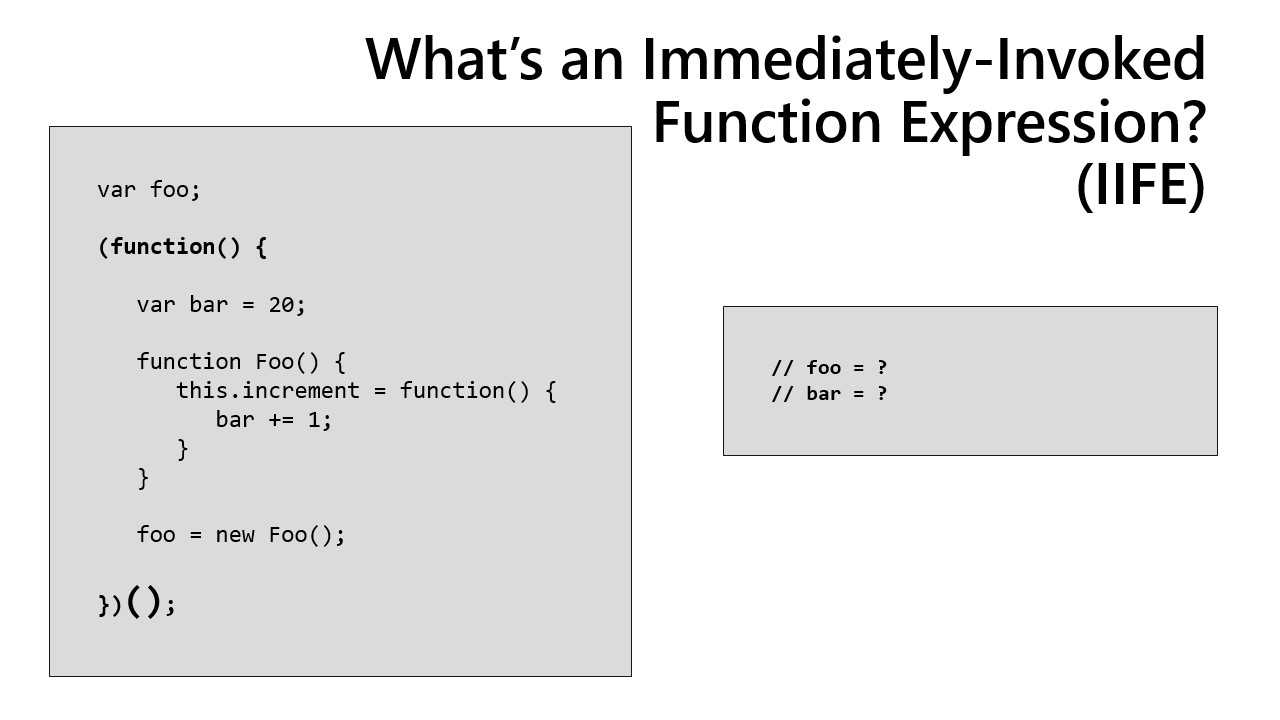 What's an Immediately-Invoked
Function Expression?
(IIFE)
var foo;
(function() {
var bar = 20;
function Foo() {
this.increment = function() {
bar += 1;
}
}
foo = new Foo();
})();
// foo = ?
// bar = ?